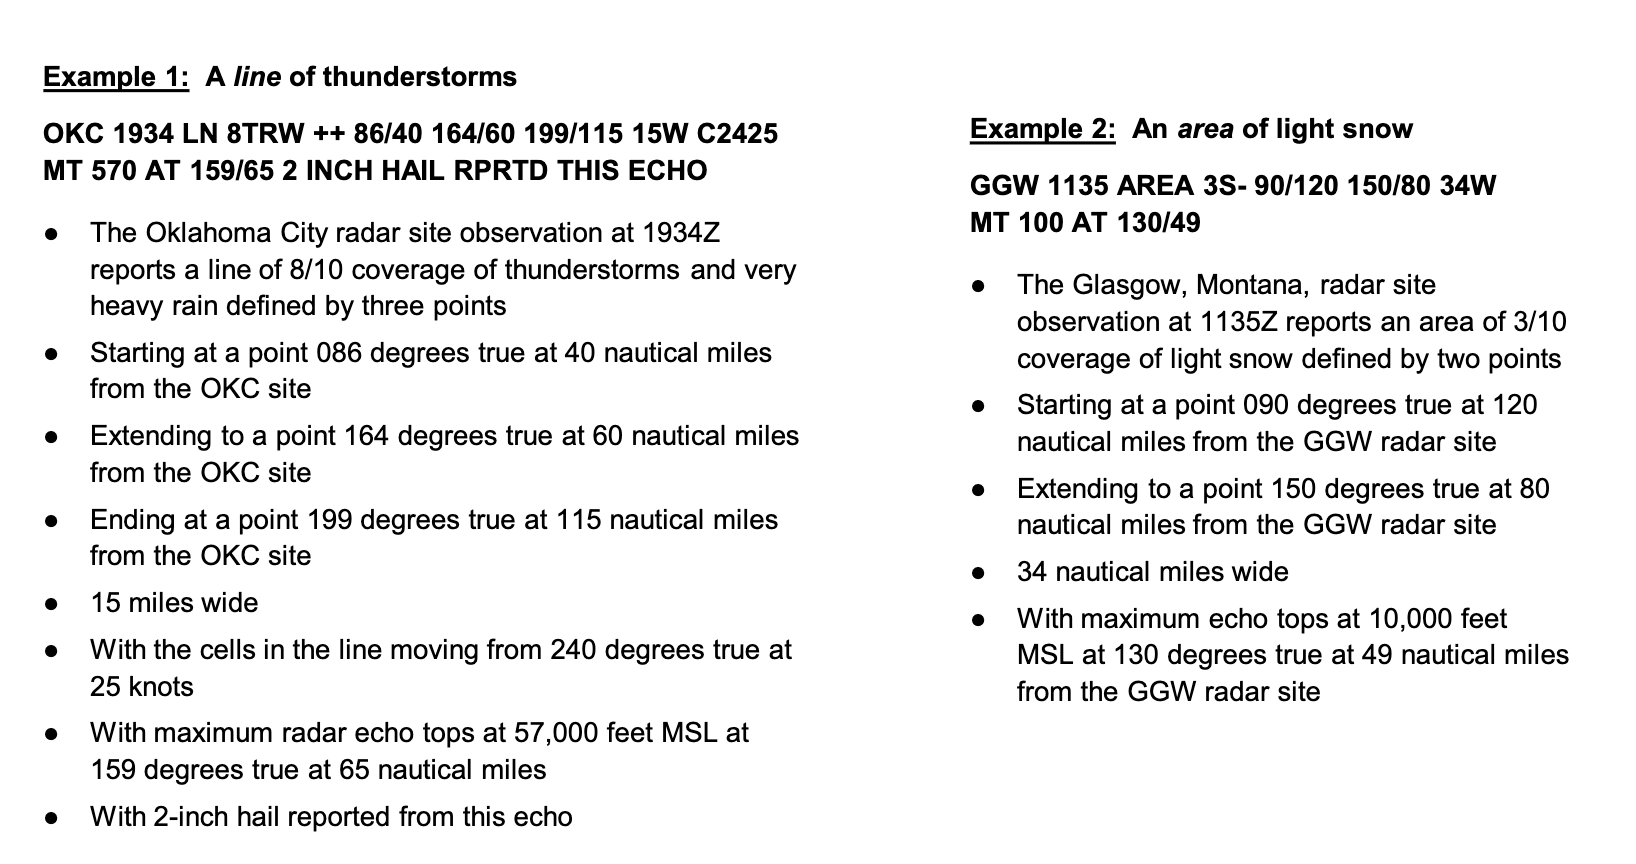 Example 1: A line of thunderstorms
OKC 1934 LN 8TRW ++ 86/40 164/60 199/115 15W C2425
MT 570 AT 159/65 2 INCH HAIL RPRTD THIS ECHO
● The Oklahoma City radar site observation at 1934Z
reports a line of 8/10 coverage of thunderstorms and very
heavy rain defined by three points
● Starting at a point 086 degrees true at 40 nautical miles
from the OKC site
● Extending to a point 164 degrees true at 60 nautical miles
from the OKC site
● Ending at a point 199 degrees true at 115 nautical miles
from the OKC site
● 15 miles wide
● With the cells in the line moving from 240 degrees true at
25 knots
● With maximum radar echo tops at 57,000 feet MSL at
159 degrees true at 65 nautical miles
● With 2-inch hail reported from this echo
Example 2: An area of light snow
GGW 1135 AREA 3S- 90/120 150/80 34W
MT 100 AT 130/49
● The Glasgow, Montana, radar site
observation at 1135Z reports an area of 3/10
coverage of light snow defined by two points
● Starting at a point 090 degrees true at 120
nautical miles from the GGW radar site
● Extending to a point 150 degrees true at 80
nautical miles from the GGW radar site
● 34 nautical miles wide
● With maximum echo tops at 10,000 feet
MSL at 130 degrees true at 49 nautical miles
from the GGW radar site